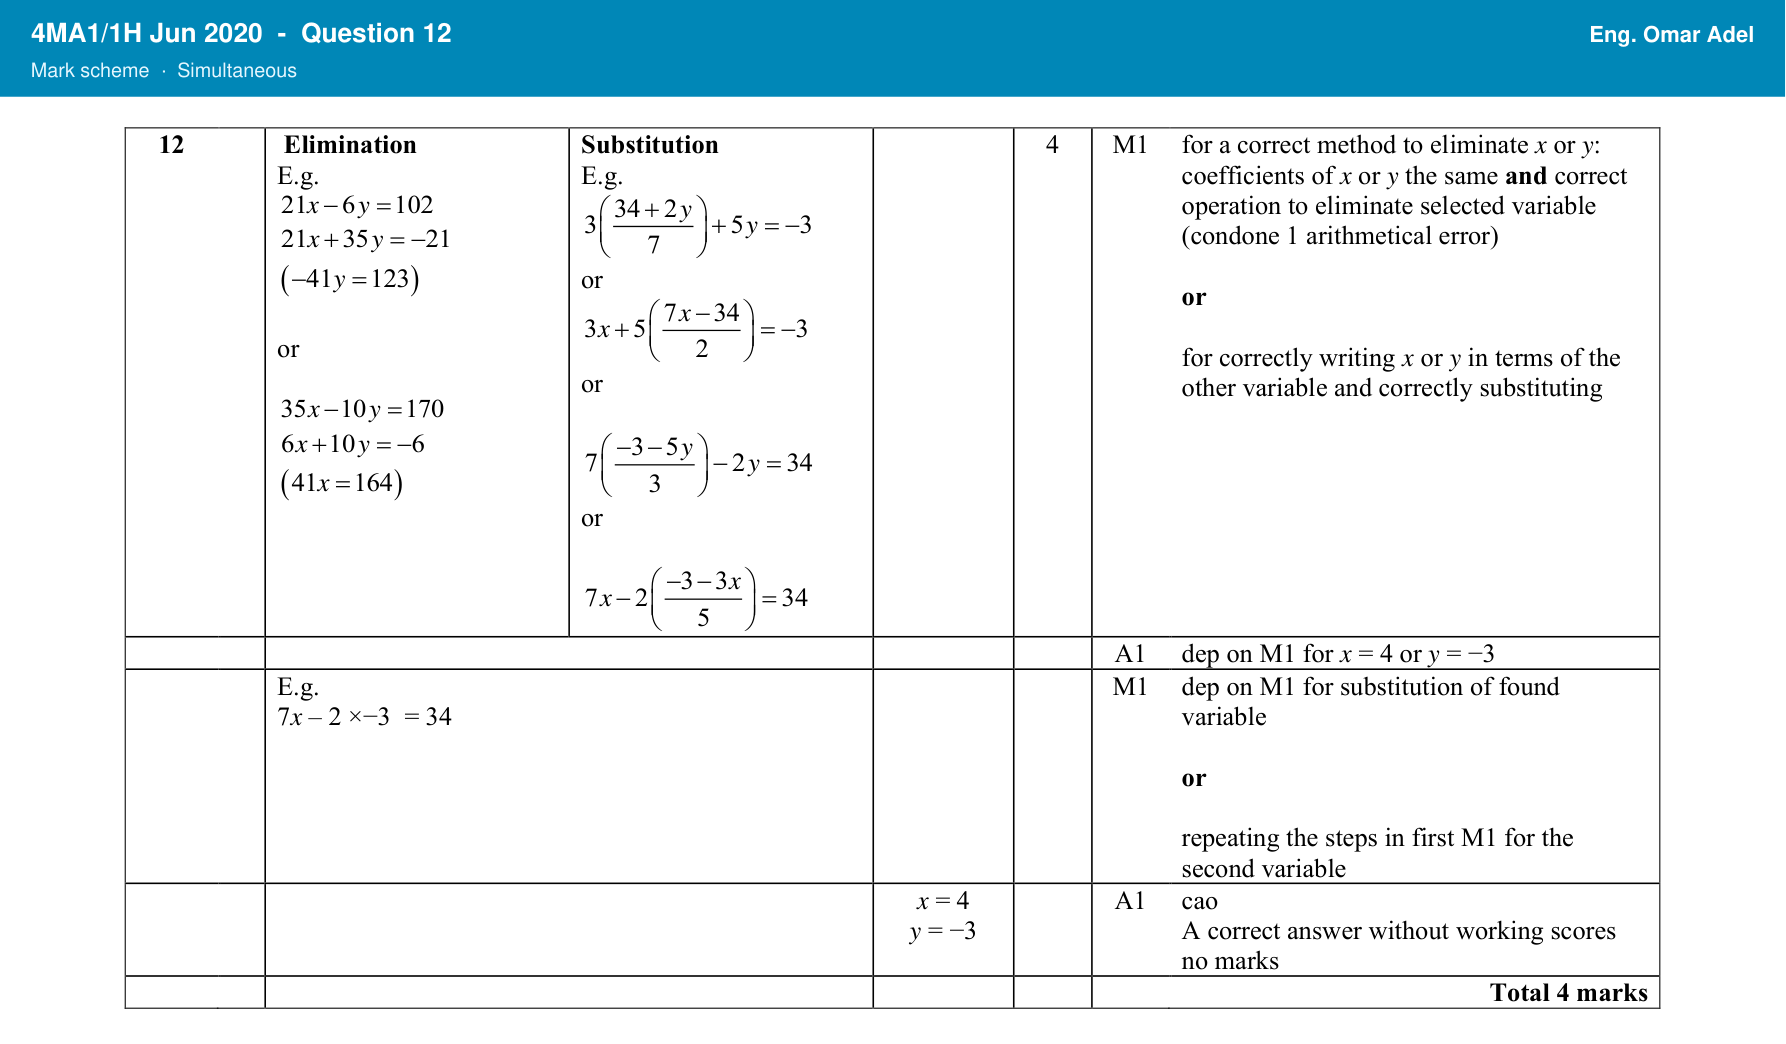 4MA1/1H Jun 2020 - Question 12
Eng. Omar Adel
Mark scheme · Simultaneous
12
Elimination
E.g.
21x − 6y = 102
21x + 35y = −21
(−41y = 123)
or
35x − 10y = 170
6x + 10y = −6
(41x = 164)
Substitution
E.g.
3((34 + 2y)/7) + 5y = −3
or
3x + 5((7x − 34)/2) = −3
or
7((−3 − 5y)/3) − 2y = 34
or
7x − 2((−3 − 3x)/5) = 34
4
M1
for a correct method to eliminate x or y:
coefficients of x or y the same and correct
operation to eliminate selected variable
(condone 1 arithmetical error)
or
for correctly writing x or y in terms of the
other variable and correctly substituting
A1
dep on M1 for x = 4 or y = −3
E.g.
7x – 2 ×−3 = 34
M1
dep on M1 for substitution of found
variable
or
repeating the steps in first M1 for the
second variable
x = 4
y = −3
A1
cao
A correct answer without working scores
no marks
Total 4 marks